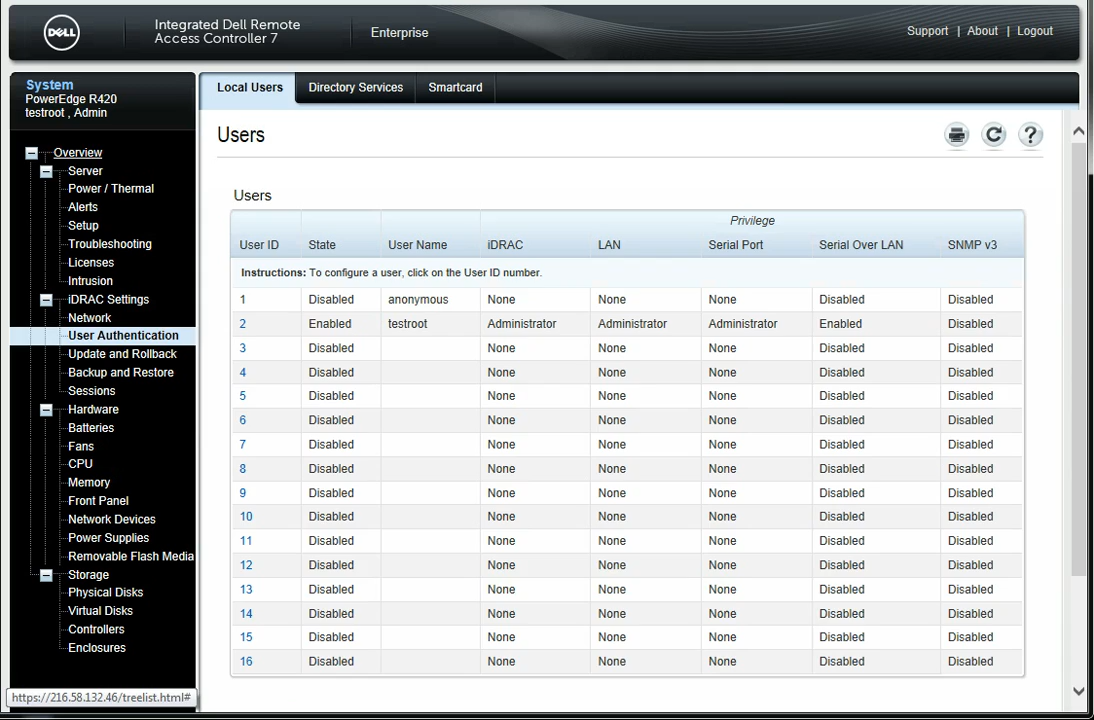 DELL
Integrated Dell Remote
Access Controller 7
Enterprise
Support | About | Logout
System
PowerEdge R420
testroot , Admin
Overview
Server
Power / Thermal
Alerts
Setup
Troubleshooting
Licenses
Intrusion
iDRAC Settings
Network
User Authentication
Update and Rollback
Backup and Restore
Sessions
Hardware
Batteries
Fans
CPU
Memory
Front Panel
Network Devices
Power Supplies
Removable Flash Media
Storage
Physical Disks
Virtual Disks
Controllers
Enclosures
https://216.58.132.46/treelist.html#
Local Users Directory Services Smartcard
Users
?
Users
Privilege
User ID State User Name iDRAC LAN Serial Port Serial Over LAN SNMP v3
Instructions: To configure a user, click on the User ID number.
1 Disabled anonymous None None None Disabled Disabled
2 Enabled testroot Administrator Administrator Administrator Enabled Disabled
3 Disabled None None None Disabled Disabled
4 Disabled None None None Disabled Disabled
5 Disabled None None None Disabled Disabled
6 Disabled None None None Disabled Disabled
7 Disabled None None None Disabled Disabled
8 Disabled None None None Disabled Disabled
9 Disabled None None None Disabled Disabled
10 Disabled None None None Disabled Disabled
11 Disabled None None None Disabled Disabled
12 Disabled None None None Disabled Disabled
13 Disabled None None None Disabled Disabled
14 Disabled None None None Disabled Disabled
15 Disabled None None None Disabled Disabled
16 Disabled None None None Disabled Disabled